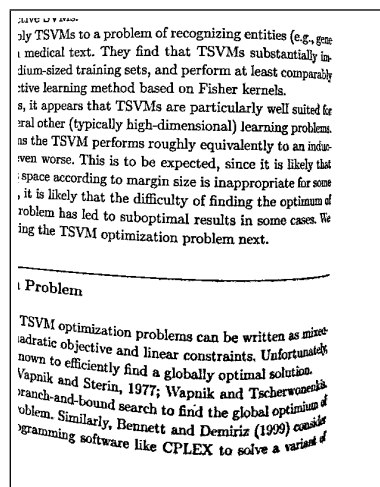 ply TSVMs to a problem of recognizing entities (e.g., gene
medical text. They find that TSVMs substantially im-
dium-sized training sets, and perform at least comparably
ctive learning method based on Fisher kernels.
s, it appears that TSVMs are particularly well suited for
eral other (typically high-dimensional) learning problems.
ns the TSVM performs roughly equivalently to an induc-
even worse. This is to be expected, since it is likely that
space according to margin size is inappropriate for some
, it is likely that the difficulty of finding the optimum of
roblem has led to suboptimal results in some cases. We
ing the TSVM optimization problem next.
Problem
TSVM optimization problems can be written as mixed-
adratic objective and linear constraints. Unfortunately,
nown to efficiently find a globally optimal solution.
Vapnik and Sterin, 1977; Wapnik and Tscherwonenkis
ranch-and-bound search to find the global optimium of
oblem. Similarly, Bennett and Demiriz (1999) consider
ogramming software like CPLEX to solve a variant of